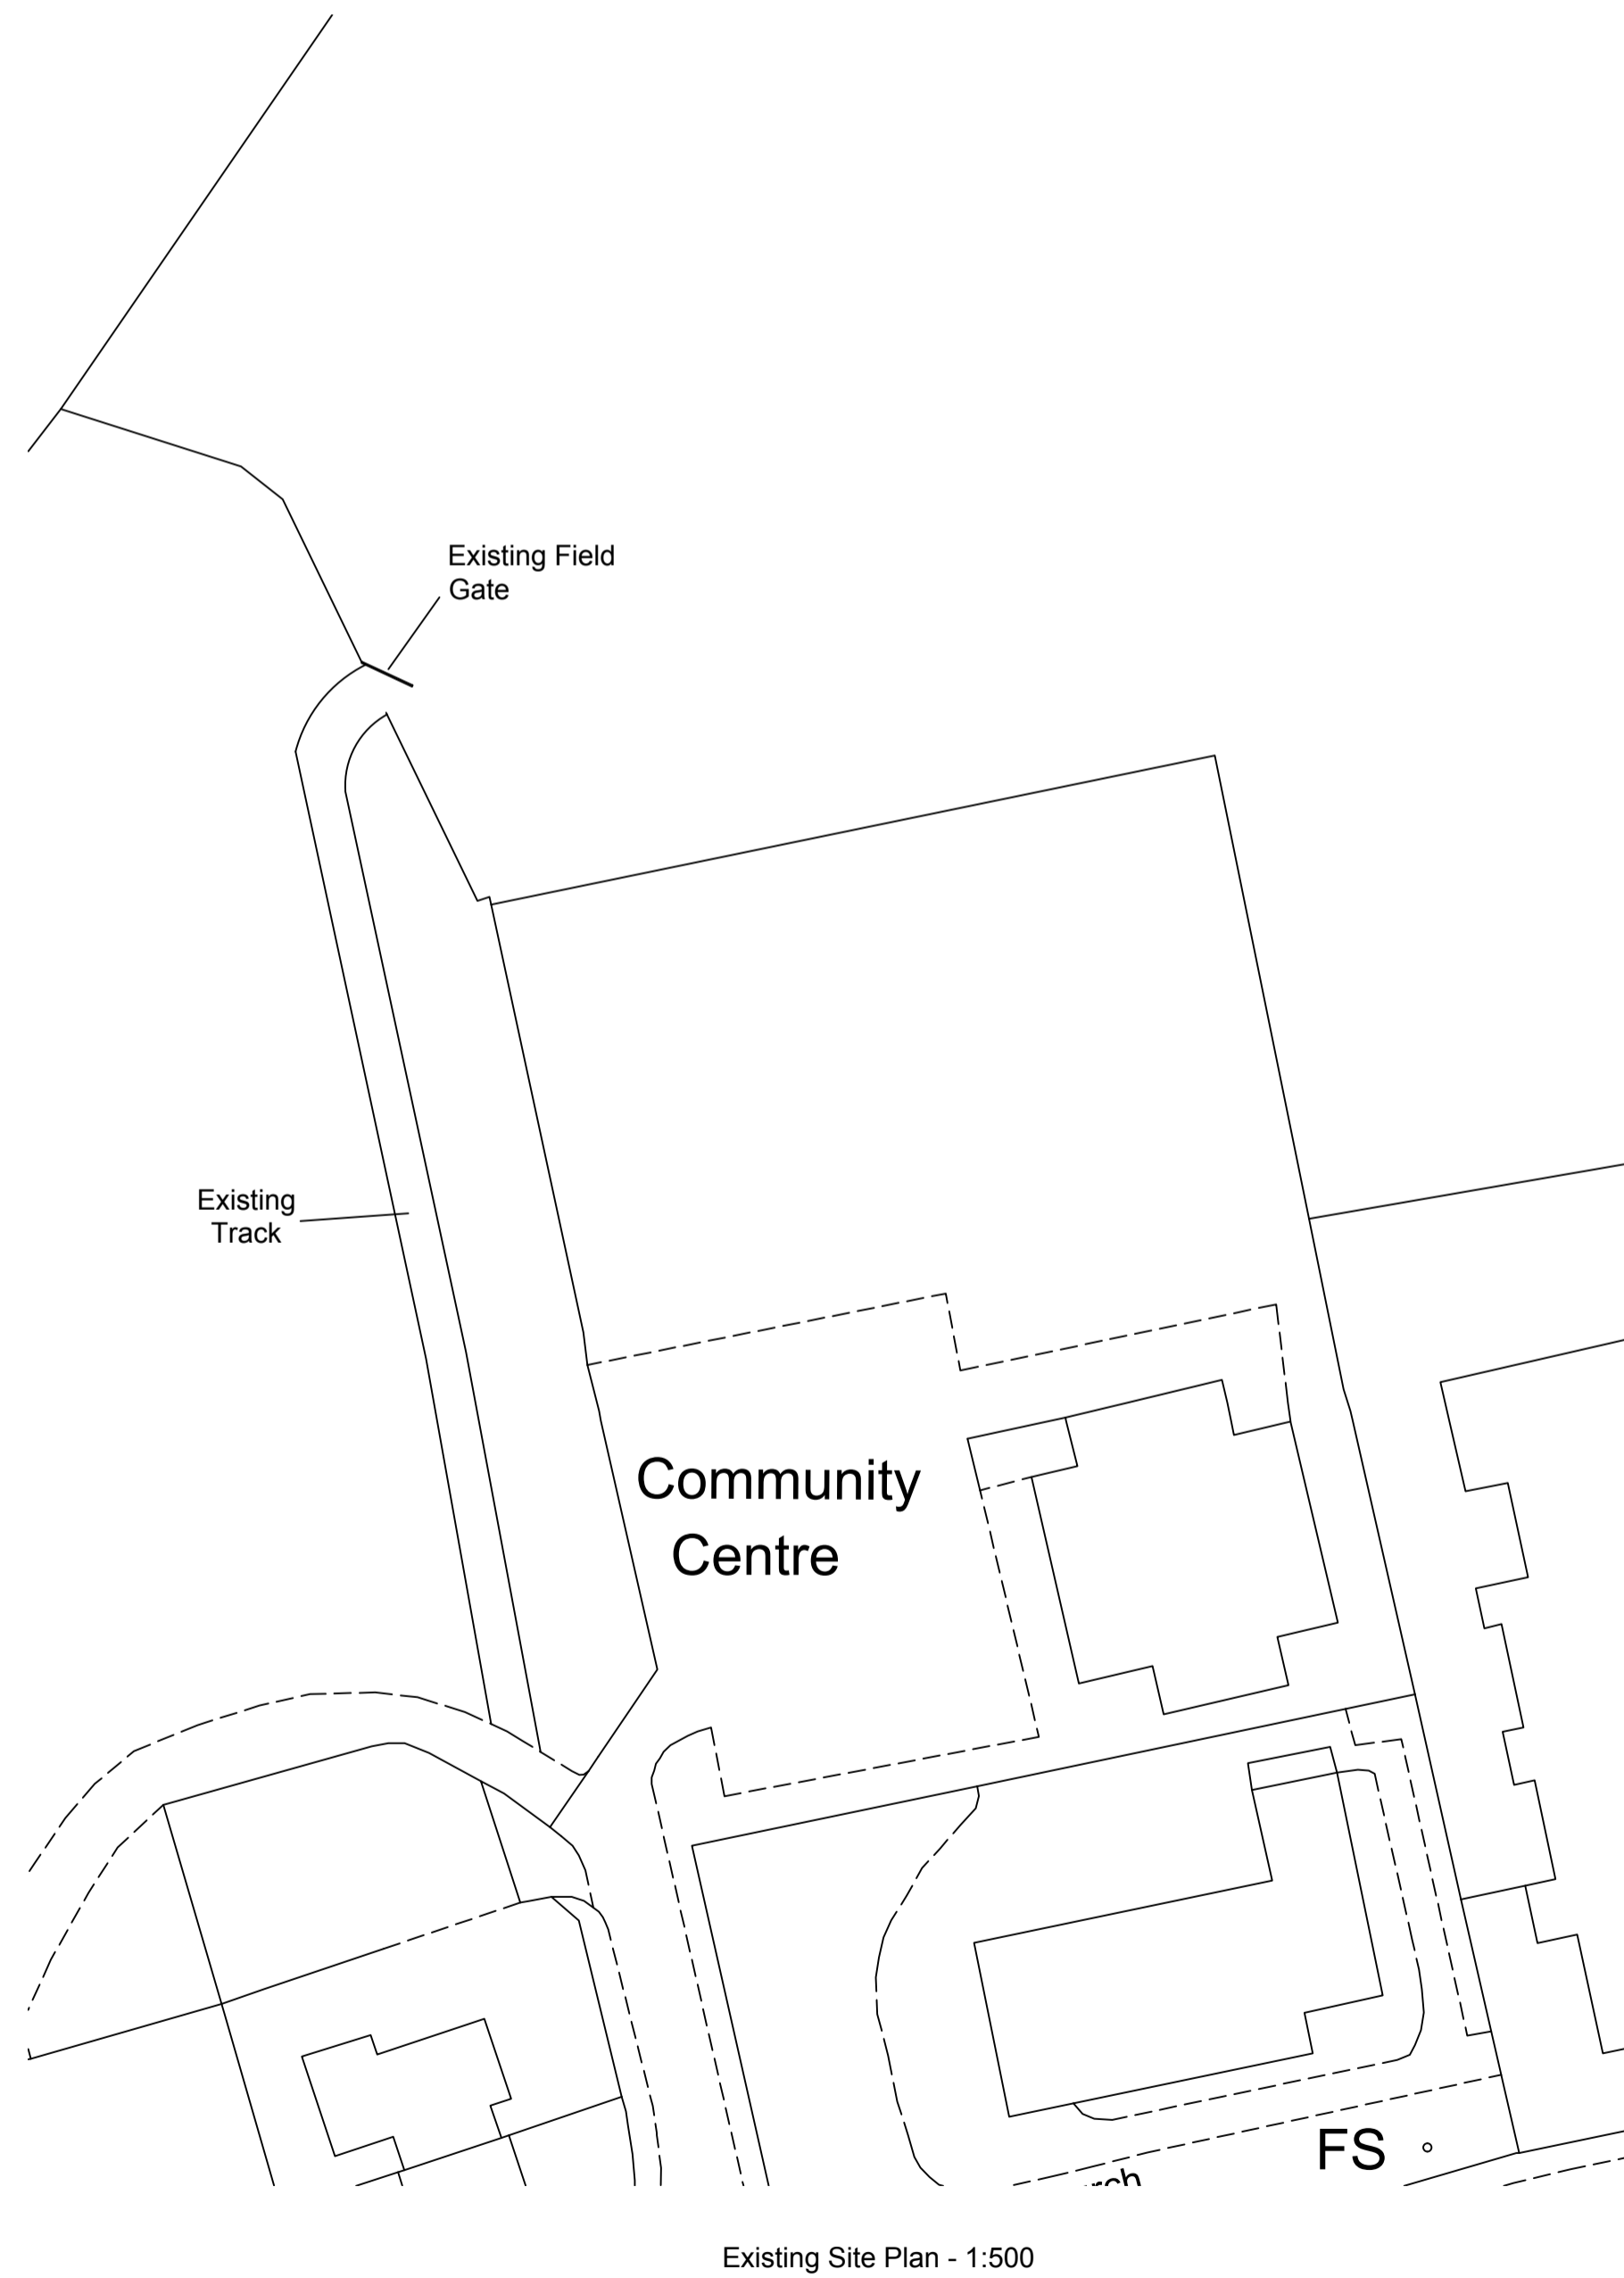 Existing Field
Gate
Existing
Track
Community
Centre
FS
Existing Site Plan - 1:500